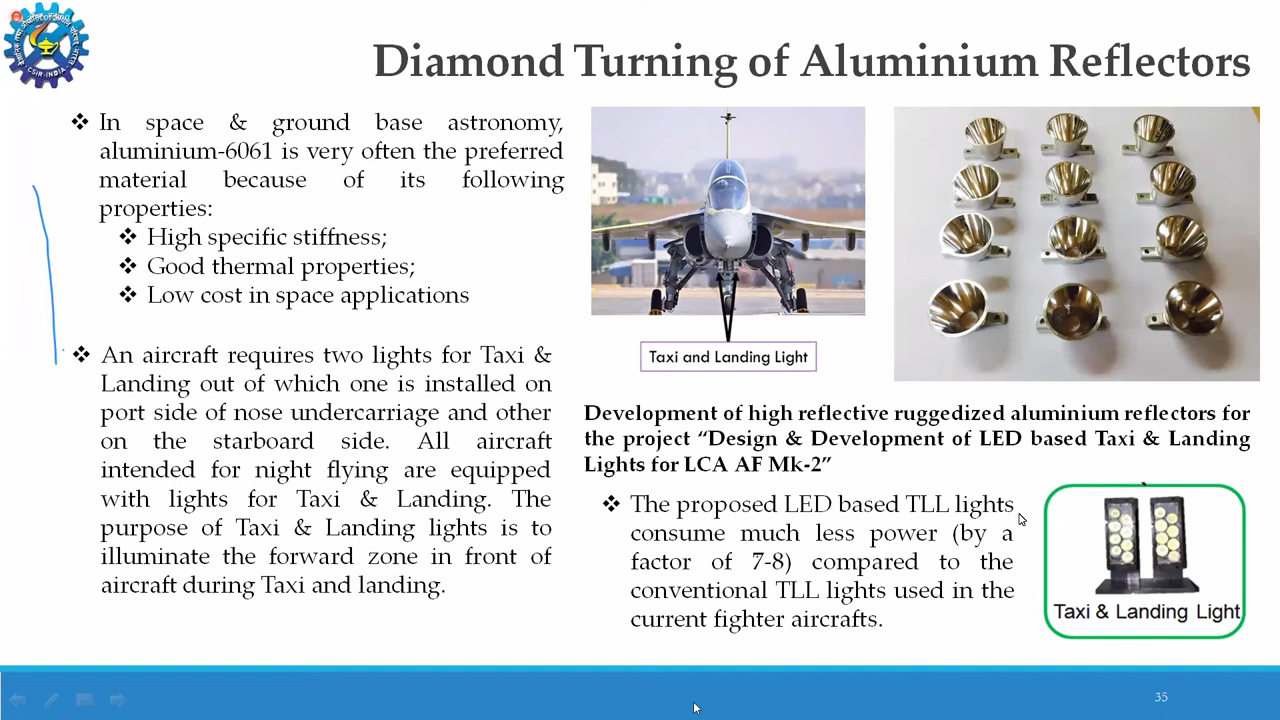 Diamond Turning of Aluminium Reflectors
❖ In space & ground base astronomy,
aluminium-6061 is very often the preferred
material because of its following
properties:
❖ High specific stiffness;
❖ Good thermal properties;
❖ Low cost in space applications
❖ An aircraft requires two lights for Taxi &
Landing out of which one is installed on
port side of nose undercarriage and other
on the starboard side. All aircraft
intended for night flying are equipped
with lights for Taxi & Landing. The
purpose of Taxi & Landing lights is to
illuminate the forward zone in front of
aircraft during Taxi and landing.
Taxi and Landing Light
Development of high reflective ruggedized aluminium reflectors for
the project “Design & Development of LED based Taxi & Landing
Lights for LCA AF Mk-2”
❖ The proposed LED based TLL lights
consume much less power (by a
factor of 7-8) compared to the
conventional TLL lights used in the
current fighter aircrafts.
Taxi & Landing Light
CSIR-INDIA
35